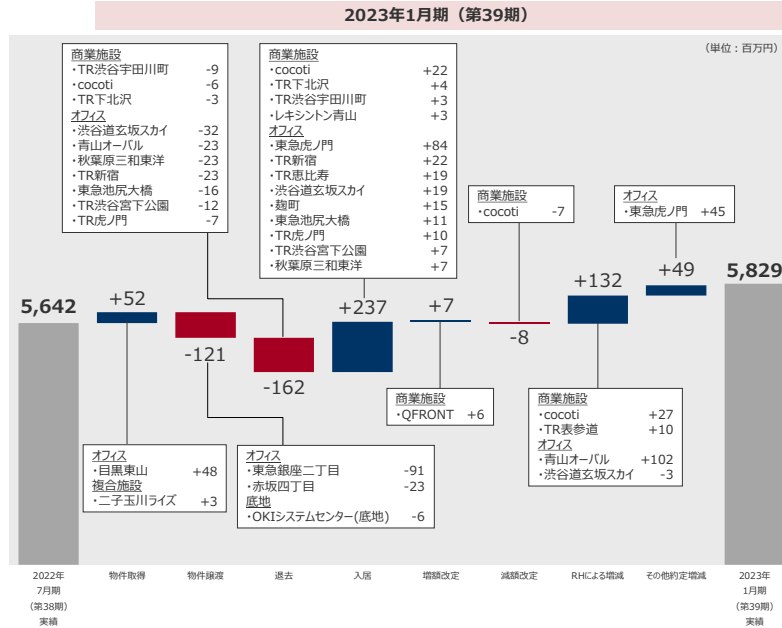 2023年1月期（第39期）
（単位：百万円）
商業施設
・TR渋谷宇田川町 -9
・cocoti -6
・TR下北沢 -3
オフィス
・渋谷道玄坂スカイ -32
・青山オーバル -23
・秋葉原三和東洋 -23
・TR新宿 -23
・東急池尻大橋 -16
・TR渋谷宮下公園 -12
・TR虎ノ門 -7
商業施設
・cocoti +22
・TR下北沢 +4
・TR渋谷宇田川町 +3
・レキシントン青山 +3
オフィス
・東急虎ノ門 +84
・TR新宿 +22
・TR恵比寿 +19
・渋谷道玄坂スカイ +19
・麹町 +15
・東急池尻大橋 +11
・TR虎ノ門 +10
・TR渋谷宮下公園 +7
・秋葉原三和東洋 +7
商業施設
・cocoti -7
オフィス
・東急虎ノ門 +45
5,642
+52
-121
-162
+237
+7
-8
+132
+49
5,829
オフィス
・目黒東山 +48
複合施設
・二子玉川ライズ +3
オフィス
・東急銀座二丁目 -91
・赤坂四丁目 -23
底地
・OKIシステムセンター(底地) -6
商業施設
・QFRONT +6
商業施設
・cocoti +27
・TR表参道 +10
オフィス
・青山オーバル +102
・渋谷道玄坂スカイ -3
2022年
7月期
（第38期）
実績
物件取得
物件譲渡
退去
入居
増額改定
減額改定
RHによる増減
その他約定増減
2023年
1月期
（第39期）
実績